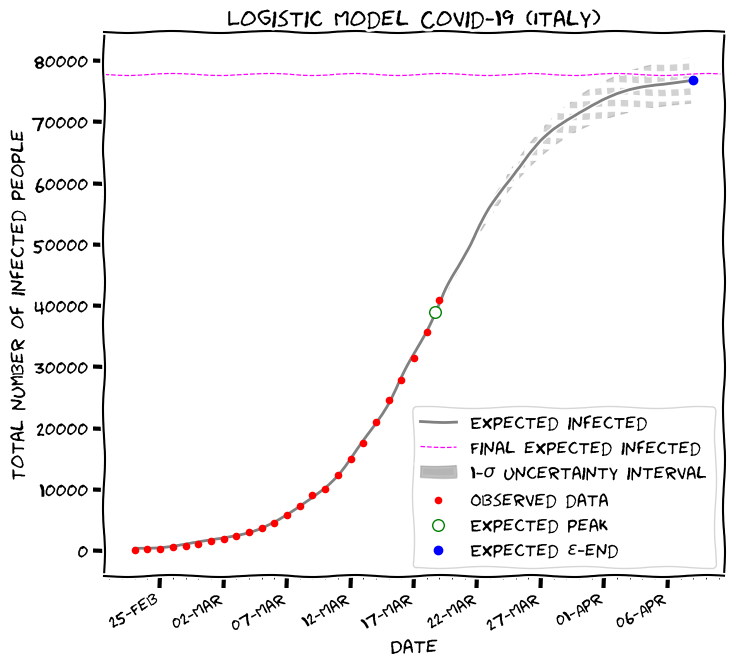 LOGISTIC MODEL COVID-19 (ITALY)
TOTAL NUMBER OF INFECTED PEOPLE
80000
70000
60000
50000
40000
30000
20000
10000
0
EXPECTED INFECTED
FINAL EXPECTED INFECTED
1-σ UNCERTAINTY INTERVAL
OBSERVED DATA
EXPECTED PEAK
EXPECTED ε-END
25-FEB
02-MAR
07-MAR
12-MAR
17-MAR
22-MAR
27-MAR
01-APR
06-APR
DATE